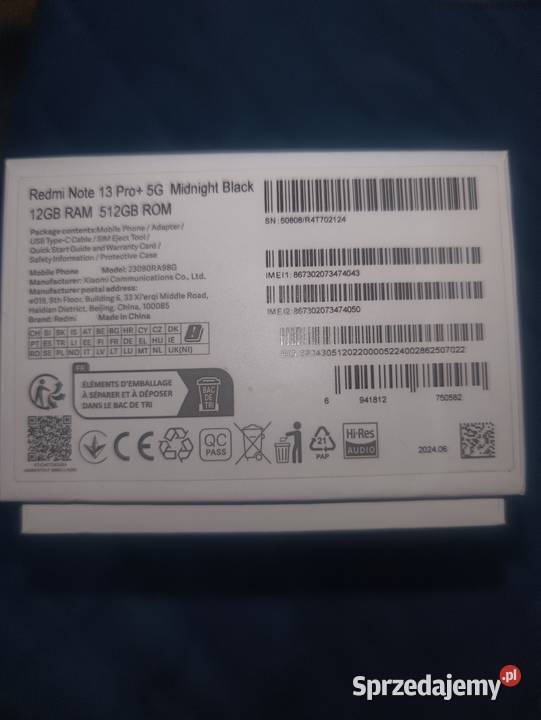 Redmi Note 13 Pro+ 5G Midnight Black
12GB RAM 512GB ROM
Package contents:Mobile Phone / Adapter/
USB Type-C Cable / SIM Eject Tool /
Quick Start Guide and Warranty Card /
Safety Information / Protective Case
Mobile Phone Model: 23090RA98G
Manufacturer: Xiaomi Communications Co., Ltd.
Manufacturer postal address:
#019, 9th Floor, Building 6, 33 Xi'erqi Middle Road,
Haidian District, Beijing, China, 100085
Brand: Redmi Made in China
CH SI SK IS AT BE BG HR CY CZ DK
PT ES TR LI EE FI FR DE EL HU IE
RO SE PL NO IT LV LT LU MT NL UK(NI)
SN: 50808/R4T702124
IMEI1: 867302073474043
IMEI2: 867302073474050
6 941812 750582
FR
ÉLÉMENTS D'EMBALLAGE
À SÉPARER ET À DÉPOSER
DANS LE BAC DE TRI
BAC
DE
TRI
CE
QC
PASS
21
PAP
Hi-Res
AUDIO
2024.06
Sprzedajemy.pl